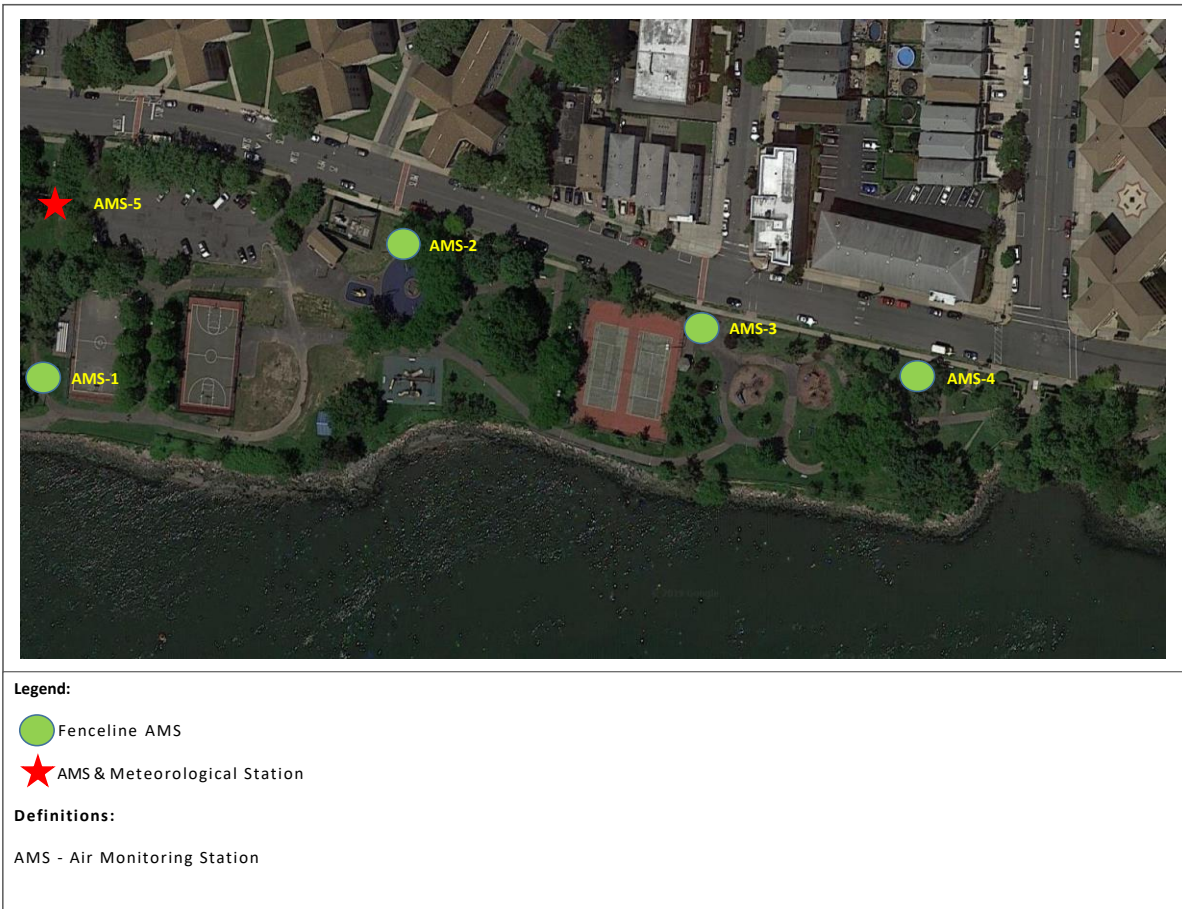 AMS-5
AMS-2
AMS-3
AMS-1
AMS-4
Legend:
Fenceline AMS
AMS & Meteorological Station
Definitions:
AMS - Air Monitoring Station